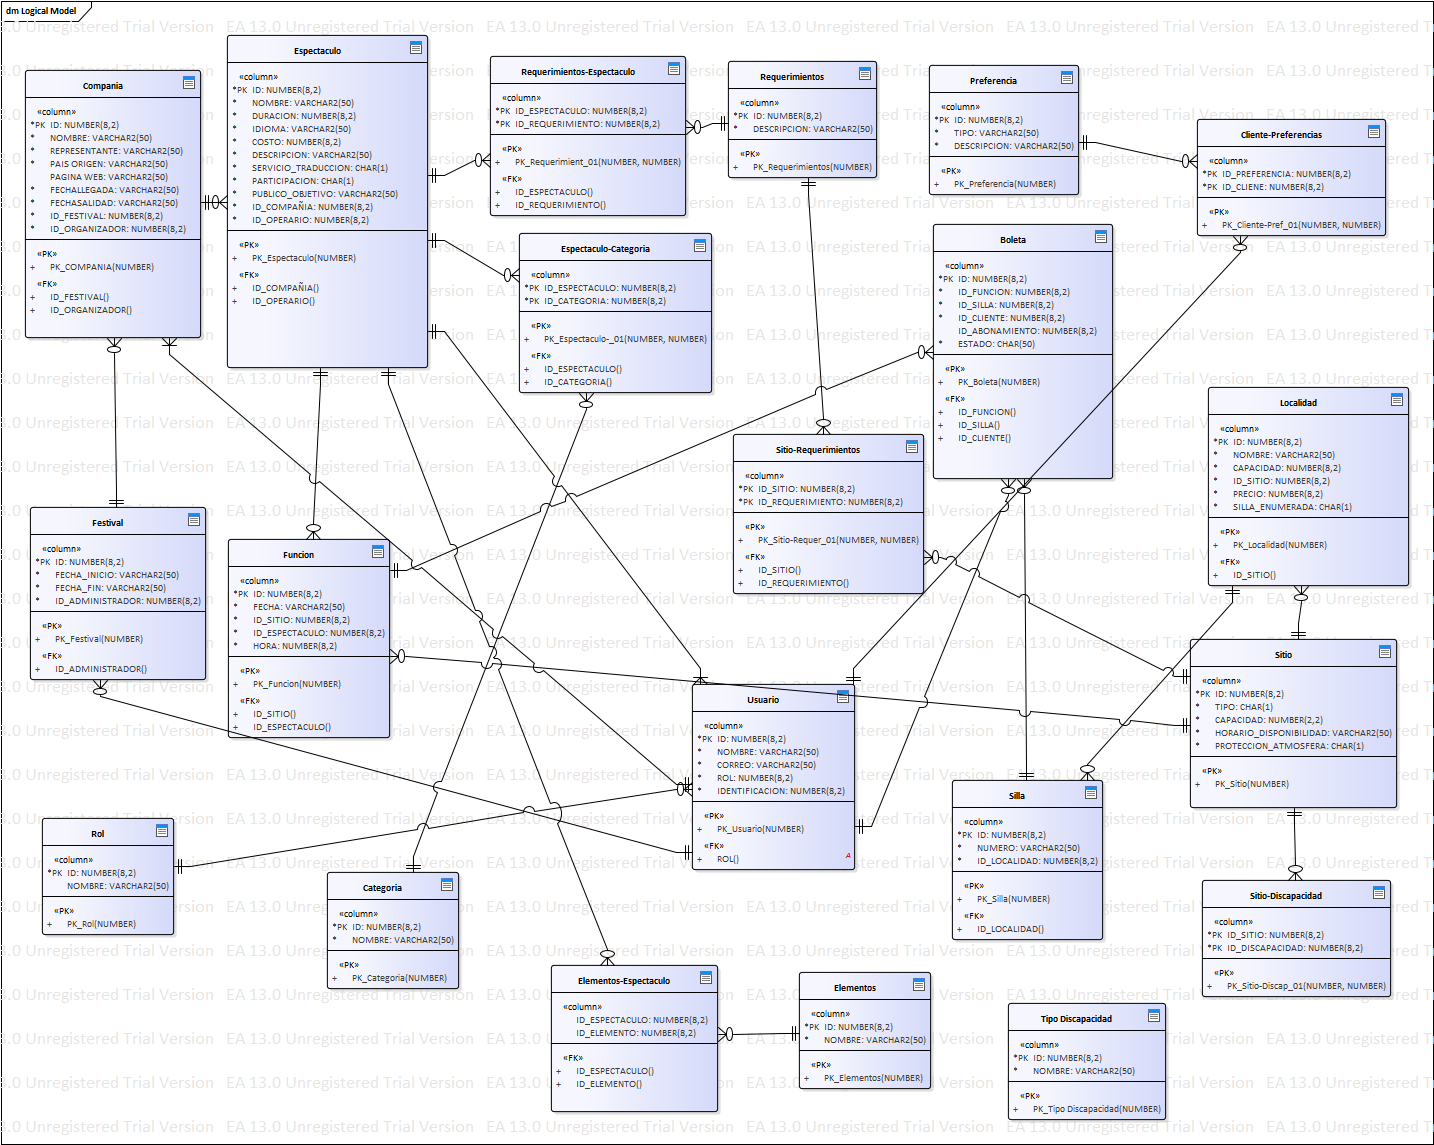 dm Logical Model
EA 13.0 Unregistered Trial Version
Compania
«column»
*PK ID: NUMBER(8,2)
* NOMBRE: VARCHAR2(50)
* REPRESENTANTE: VARCHAR2(50)
* PAIS ORIGEN: VARCHAR2(50)
PAGINA WEB: VARCHAR2(50)
* FECHALLEGADA: VARCHAR2(50)
* FECHASALIDAD: VARCHAR2(50)
* ID_FESTIVAL: NUMBER(8,2)
* ID_ORGANIZADOR: NUMBER(8,2)
«PK»
+ PK_COMPANIA(NUMBER)
«FK»
+ ID_FESTIVAL()
+ ID_ORGANIZADOR()
Espectaculo
«column»
*PK ID: NUMBER(8,2)
* NOMBRE: VARCHAR2(50)
* DURACION: NUMBER(8,2)
* IDIOMA: VARCHAR2(50)
* COSTO: NUMBER(8,2)
* DESCRIPCION: VARCHAR2(50)
* SERVICIO_TRADUCCION: CHAR(1)
* PARTICIPACION: CHAR(1)
* PUBLICO_OBJETIVO: VARCHAR2(50)
* ID_COMPAÑIA: NUMBER(8,2)
* ID_OPERARIO: NUMBER(8,2)
«PK»
+ PK_Espectaculo(NUMBER)
«FK»
+ ID_COMPAÑIA()
+ ID_OPERARIO()
Requerimientos-Espectaculo
«column»
*PK ID_ESPECTACULO: NUMBER(8,2)
*PK ID_REQUERIMIENTO: NUMBER(8,2)
«PK»
+ PK_Requerimient_01(NUMBER, NUMBER)
«FK»
+ ID_ESPECTACULO()
+ ID_REQUERIMIENTO()
Requerimientos
«column»
*PK ID: NUMBER(8,2)
* DESCRIPCION: VARCHAR2(50)
«PK»
+ PK_Requerimientos(NUMBER)
Preferencia
«column»
*PK ID: NUMBER(8,2)
* TIPO: VARCHAR2(50)
* DESCRIPCION: VARCHAR2(50)
«PK»
+ PK_Preferencia(NUMBER)
Cliente-Preferencias
«column»
*PK ID_PREFERENCIA: NUMBER(8,2)
*PK ID_CLIENE: NUMBER(8,2)
«PK»
+ PK_Cliente-Pref_01(NUMBER, NUMBER)
Espectaculo-Categoria
«column»
*PK ID_ESPECTACULO: NUMBER(8,2)
*PK ID_CATEGORIA: NUMBER(8,2)
«PK»
+ PK_Espectaculo-_01(NUMBER, NUMBER)
«FK»
+ ID_ESPECTACULO()
+ ID_CATEGORIA()
Boleta
«column»
*PK ID: NUMBER(8,2)
* ID_FUNCION: NUMBER(8,2)
* ID_SILLA: NUMBER(8,2)
* ID_CLIENTE: NUMBER(8,2)
ID_ABONAMIENTO: NUMBER(8,2)
* ESTADO: CHAR(50)
«PK»
+ PK_Boleta(NUMBER)
«FK»
+ ID_FUNCION()
+ ID_SILLA()
+ ID_CLIENTE()
Localidad
«column»
*PK ID: NUMBER(8,2)
* NOMBRE: VARCHAR2(50)
* CAPACIDAD: NUMBER(8,2)
* ID_SITIO: NUMBER(8,2)
* PRECIO: NUMBER(8,2)
* SILLA_ENUMERADA: CHAR(1)
«PK»
+ PK_Localidad(NUMBER)
«FK»
+ ID_SITIO()
Sitio-Requerimientos
«column»
*PK ID_SITIO: NUMBER(8,2)
*PK ID_REQUERIMIENTO: NUMBER(8,2)
«PK»
+ PK_Sitio-Requer_01(NUMBER, NUMBER)
«FK»
+ ID_SITIO()
+ ID_REQUERIMIENTO()
Festival
«column»
*PK ID: NUMBER(8,2)
* FECHA_INICIO: VARCHAR2(50)
* FECHA_FIN: VARCHAR2(50)
* ID_ADMINISTRADOR: NUMBER(8,2)
«PK»
+ PK_Festival(NUMBER)
«FK»
+ ID_ADMINISTRADOR()
Funcion
«column»
*PK ID: NUMBER(8,2)
* FECHA: VARCHAR2(50)
* ID_SITIO: NUMBER(8,2)
* ID_ESPECTACULO: NUMBER(8,2)
* HORA: NUMBER(8,2)
«PK»
+ PK_Funcion(NUMBER)
«FK»
+ ID_SITIO()
+ ID_ESPECTACULO()
Usuario
«column»
*PK ID: NUMBER(8,2)
* NOMBRE: VARCHAR2(50)
* CORREO: VARCHAR2(50)
* ROL: NUMBER(8,2)
* IDENTIFICACION: NUMBER(8,2)
«PK»
+ PK_Usuario(NUMBER)
«FK»
+ ROL()
A
Sitio
«column»
*PK ID: NUMBER(8,2)
* TIPO: CHAR(1)
* CAPACIDAD: NUMBER(2,2)
* HORARIO_DISPONIBILIDAD: VARCHAR2(50)
* PROTECCION_ATMOSFERA: CHAR(1)
«PK»
+ PK_Sitio(NUMBER)
Silla
«column»
*PK ID: NUMBER(8,2)
* NUMERO: VARCHAR2(50)
* ID_LOCALIDAD: NUMBER(8,2)
«PK»
+ PK_Silla(NUMBER)
«FK»
+ ID_LOCALIDAD()
Rol
«column»
*PK ID: NUMBER(8,2)
NOMBRE: VARCHAR2(50)
«PK»
+ PK_Rol(NUMBER)
Categoria
«column»
*PK ID: NUMBER(8,2)
* NOMBRE: VARCHAR2(50)
«PK»
+ PK_Categoria(NUMBER)
Sitio-Discapacidad
«column»
*PK ID_SITIO: NUMBER(8,2)
*PK ID_DISCAPACIDAD: NUMBER(8,2)
«PK»
+ PK_Sitio-Discap_01(NUMBER, NUMBER)
Elementos-Espectaculo
«column»
ID_ESPECTACULO: NUMBER(8,2)
ID_ELEMENTO: NUMBER(8,2)
«FK»
+ ID_ESPECTACULO()
+ ID_ELEMENTO()
Elementos
«column»
*PK ID: NUMBER(8,2)
* NOMBRE: VARCHAR2(50)
«PK»
+ PK_Elementos(NUMBER)
Tipo Discapacidad
«column»
*PK ID: NUMBER(8,2)
* NOMBRE: VARCHAR2(50)
«PK»
+ PK_Tipo Discapacidad(NUMBER)